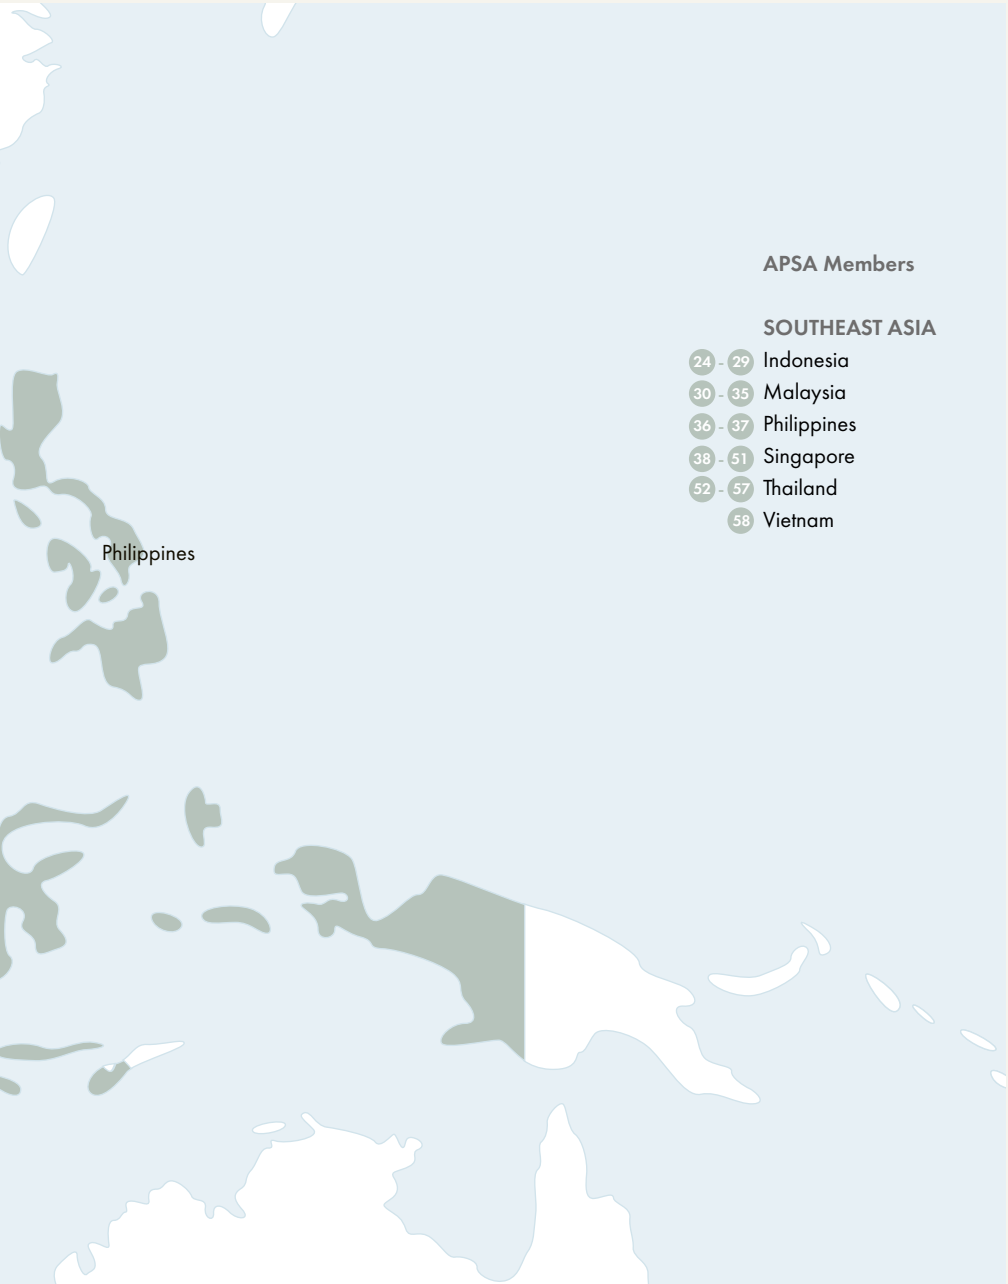 APSA Members
SOUTHEAST ASIA
24 - 29 Indonesia
30 - 35 Malaysia
36 - 37 Philippines
38 - 51 Singapore
52 - 57 Thailand
58 Vietnam
Philippines